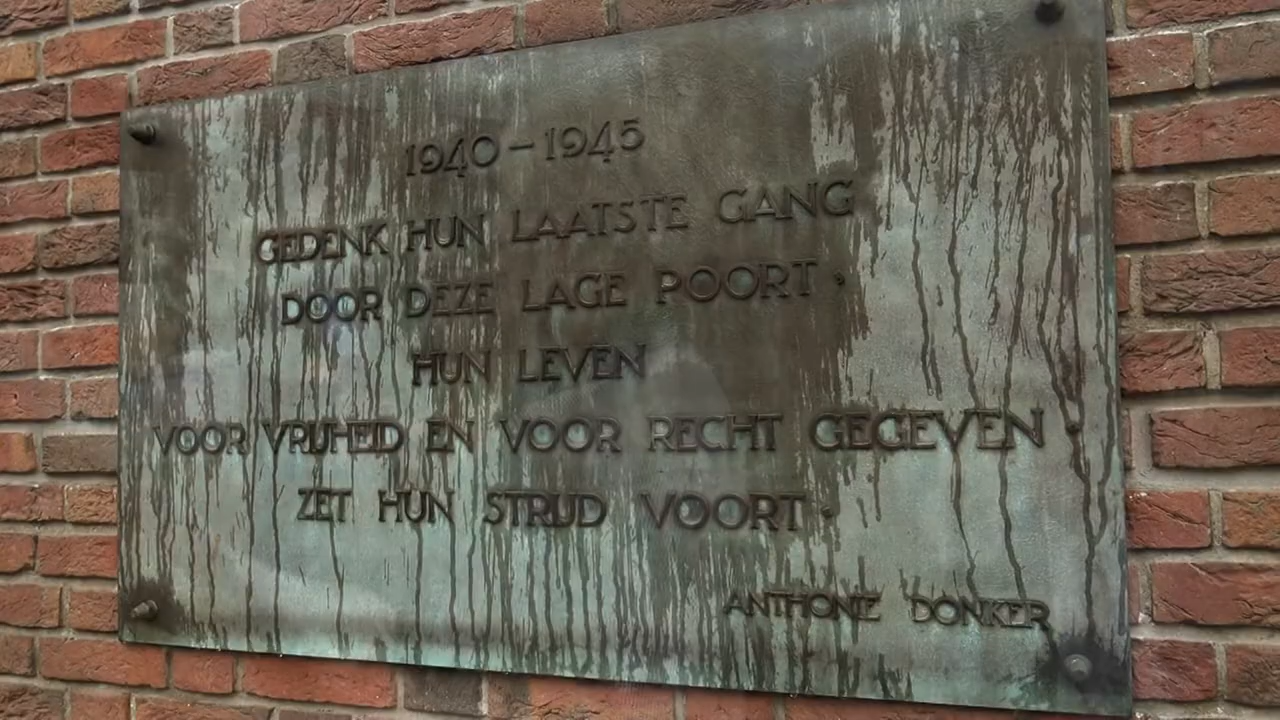 1940 – 1945
GEDENK HUN LAATSTE GANG
DOOR DEZE LAGE POORT ·
HUN LEVEN
VOOR VRIJHEID EN VOOR RECHT GEGEVEN
ZET HUN STRIJD VOORT ·
ANTHONIE DONKER